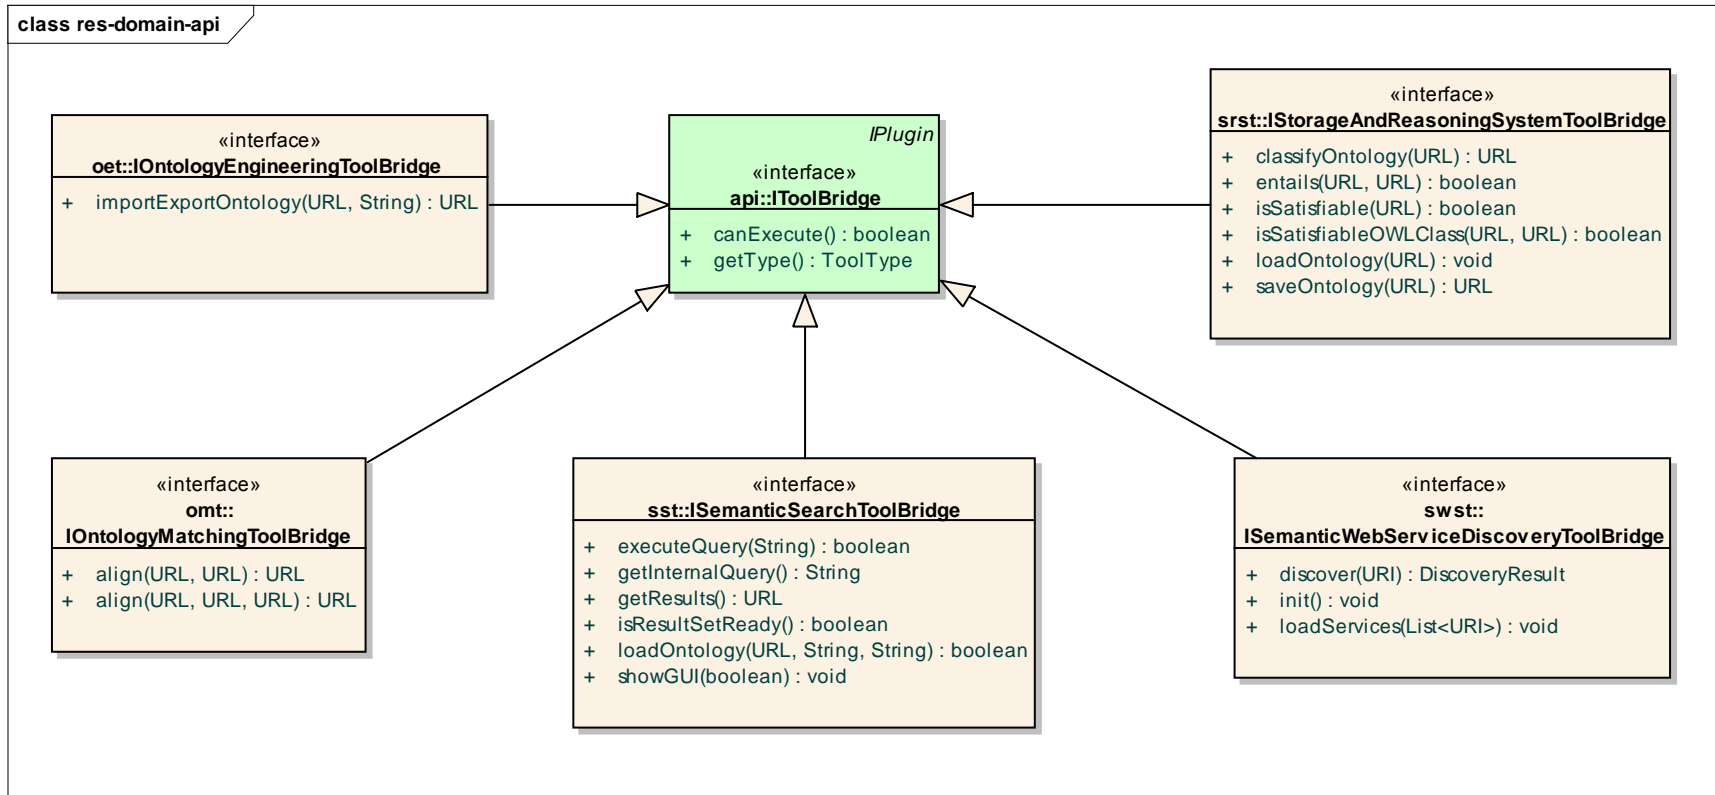 class res-domain-api
«interface»
oet::IOntologyEngineeringToolBridge
+ importExportOntology(URL, String) : URL
IPlugin
«interface»
api::IToolBridge
+ canExecute() : boolean
+ getType() : ToolType
«interface»
srst::IStorageAndReasoningSystemToolBridge
+ classifyOntology(URL) : URL
+ entails(URL, URL) : boolean
+ isSatisfiable(URL) : boolean
+ isSatisfiableOWLClass(URL, URL) : boolean
+ loadOntology(URL) : void
+ saveOntology(URL) : URL
«interface»
omt::
IOntologyMatchingToolBridge
+ align(URL, URL) : URL
+ align(URL, URL, URL) : URL
«interface»
sst::ISemanticSearchToolBridge
+ executeQuery(String) : boolean
+ getInternalQuery() : String
+ getResults() : URL
+ isResultSetReady() : boolean
+ loadOntology(URL, String, String) : boolean
+ showGUI(boolean) : void
«interface»
swst::
ISemanticWebServiceDiscoveryToolBridge
+ discover(URI) : DiscoveryResult
+ init() : void
+ loadServices(List<URI>) : void